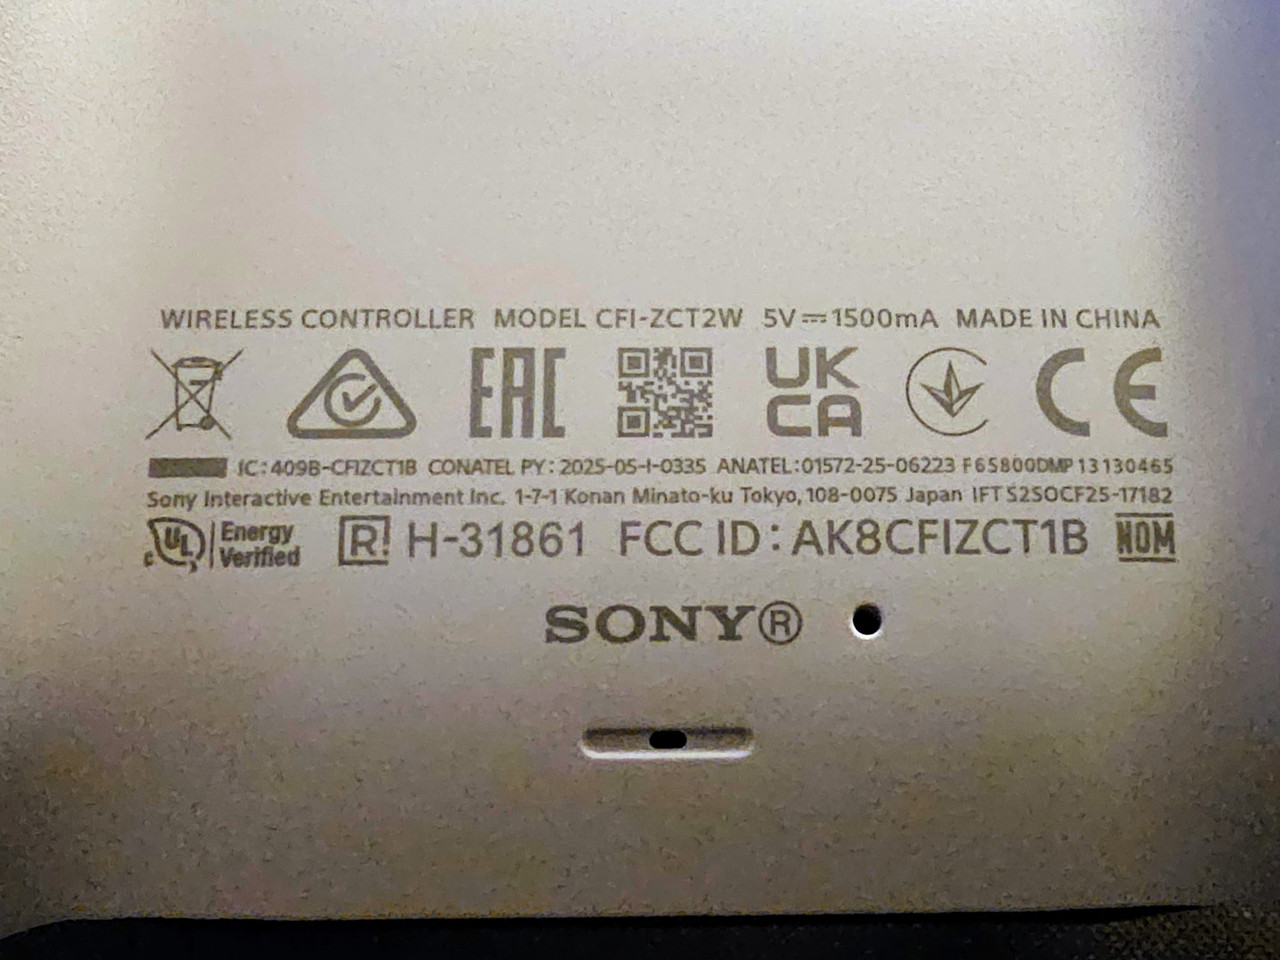 WIRELESS CONTROLLER MODEL CFI-ZCT2W 5V⎓1500mA MADE IN CHINA
EAC UK CA CE
IC:409B-CFIZCT1B CONATEL PY: 2025-05-I-0335 ANATEL:01572-25-06223 F65800DMP13130465
Sony Interactive Entertainment Inc. 1-7-1 Konan Minato-ku Tokyo, 108-0075 Japan IFT S2SOCF25-17182
c UL Energy Verified R! H-31861 FCC ID : AK8CFIZCT1B NOM
SONY®